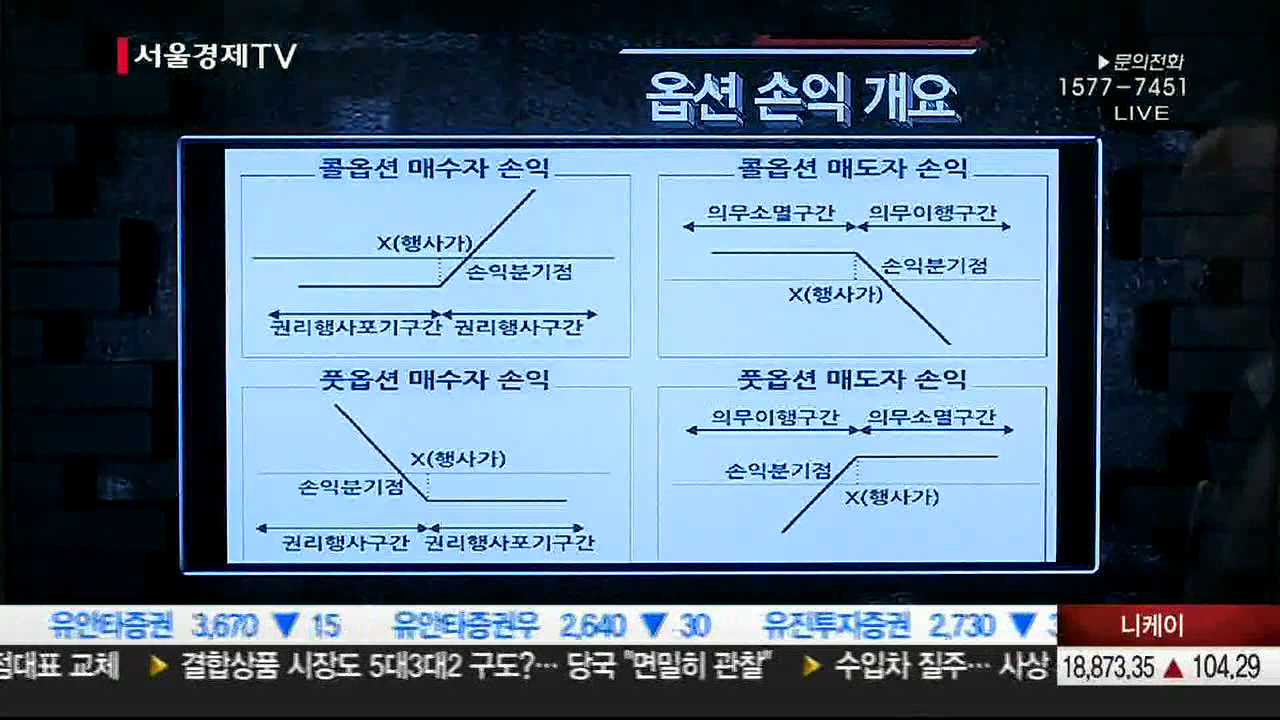 서울경제TV
옵션 손익 개요
▶문의전화
1577-7451
LIVE
콜옵션 매수자 손익
X(행사가)
손익분기점
권리행사포기구간 권리행사구간
콜옵션 매도자 손익
의무소멸구간 의무이행구간
손익분기점
X(행사가)
풋옵션 매수자 손익
X(행사가)
손익분기점
권리행사구간 권리행사포기구간
풋옵션 매도자 손익
의무이행구간 의무소멸구간
손익분기점
X(행사가)
유안타증권 3,670 ▼ 15 유안타증권우 2,640 ▼ 30 유진투자증권 2,730 ▼
니케이
대표 교체 ▶ 결합상품 시장도 5대3대2 구도?… 당국 "면밀히 관찰" ▶ 수입차 질주… 사상
18,873.35 ▲ 104.29